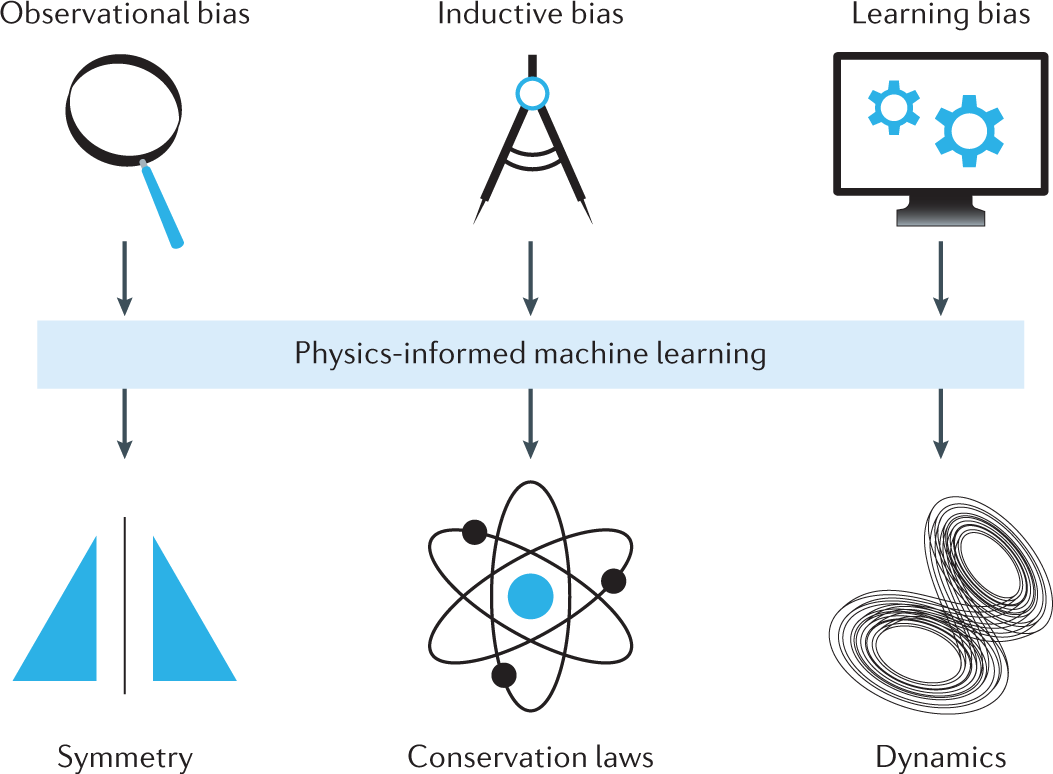 Observational bias
Inductive bias
Learning bias
Physics-informed machine learning
Symmetry
Conservation laws
Dynamics